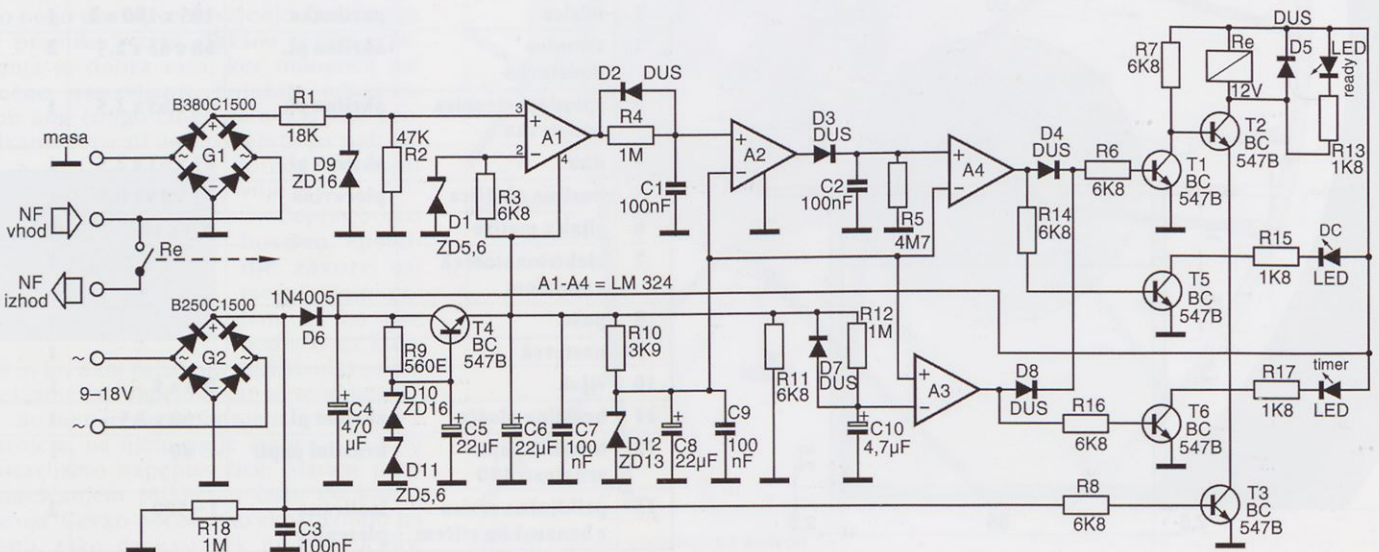 B380C1500
masa
G1
R1
18K
D9
ZD16
47K
R2
D1
ZD5,6
R3
6K8
3
2
4
A1
D2 DUS
R4
1M
C1
100nF
A2
D3
DUS
C2
100nF
R5
4M7
A4
D4
DUS
R14
6K8
R6
6K8
R7
6K8
T1
BC
547B
Re
12V
T2
BC
547B
DUS
D5
LED
ready
R13
1K8
NF
vhod
Re
NF
izhod
B250C1500
G2
9–18V
1N4005
D6
A1-A4 = LM 324
T4
BC
547B
R9
560E
D10
ZD16
D11
ZD5,6
C4
470
µF
C5
22µF
C6
22µF
C7
100
nF
R10
3K9
D12
ZD13
C8
22µF
C9
100
nF
R11
6K8
D7
DUS
R12
1M
C10
4,7µF
A3
D8
DUS
R16
6K8
T5
BC
547B
R15
1K8
DC
LED
T6
BC
547B
R17
1K8
timer
LED
R8
6K8
T3
BC
547B
R18
1M
C3
100nF